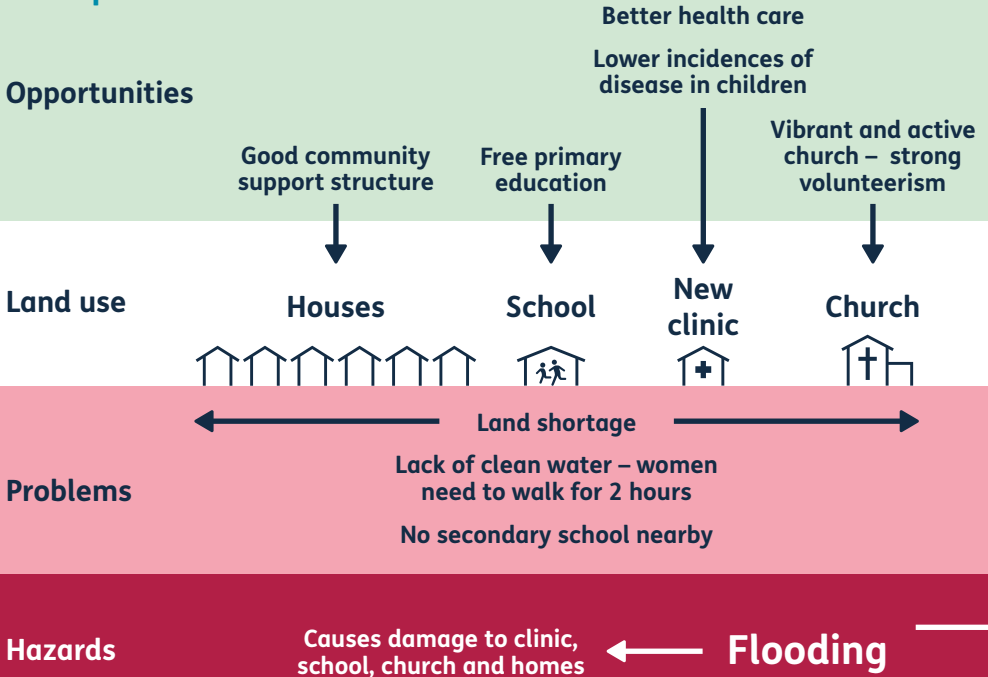 Better health care
Lower incidences of
disease in children
Opportunities
Vibrant and active
church – strong
volunteerism
Good community
support structure
Free primary
education
Land use
Houses
School
New
clinic
Church
Land shortage
Lack of clean water – women
need to walk for 2 hours
Problems
No secondary school nearby
Hazards
Causes damage to clinic,
school, church and homes
Flooding